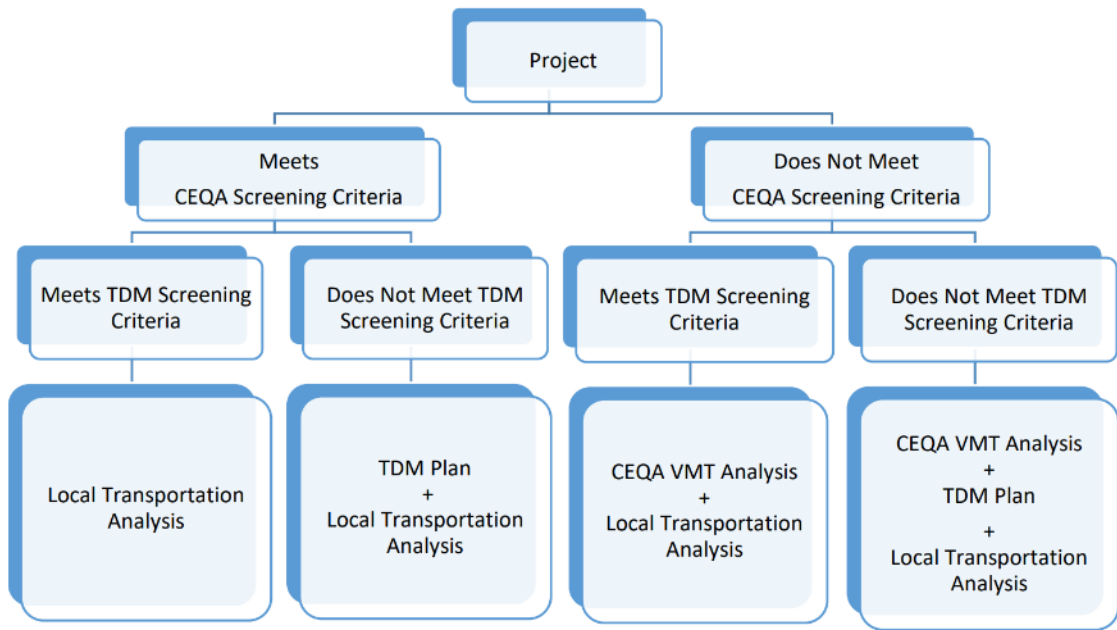 Project
Meets
CEQA Screening Criteria
Does Not Meet
CEQA Screening Criteria
Meets TDM Screening
Criteria
Does Not Meet TDM
Screening Criteria
Meets TDM Screening
Criteria
Does Not Meet TDM
Screening Criteria
Local Transportation
Analysis
TDM Plan
+
Local Transportation
Analysis
CEQA VMT Analysis
+
Local Transportation
Analysis
CEQA VMT Analysis
+
TDM Plan
+
Local Transportation
Analysis